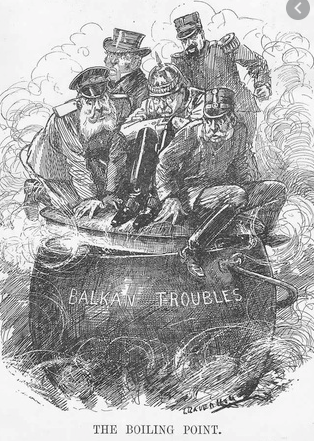 BALKAN TROUBLES
THE BOILING POINT.